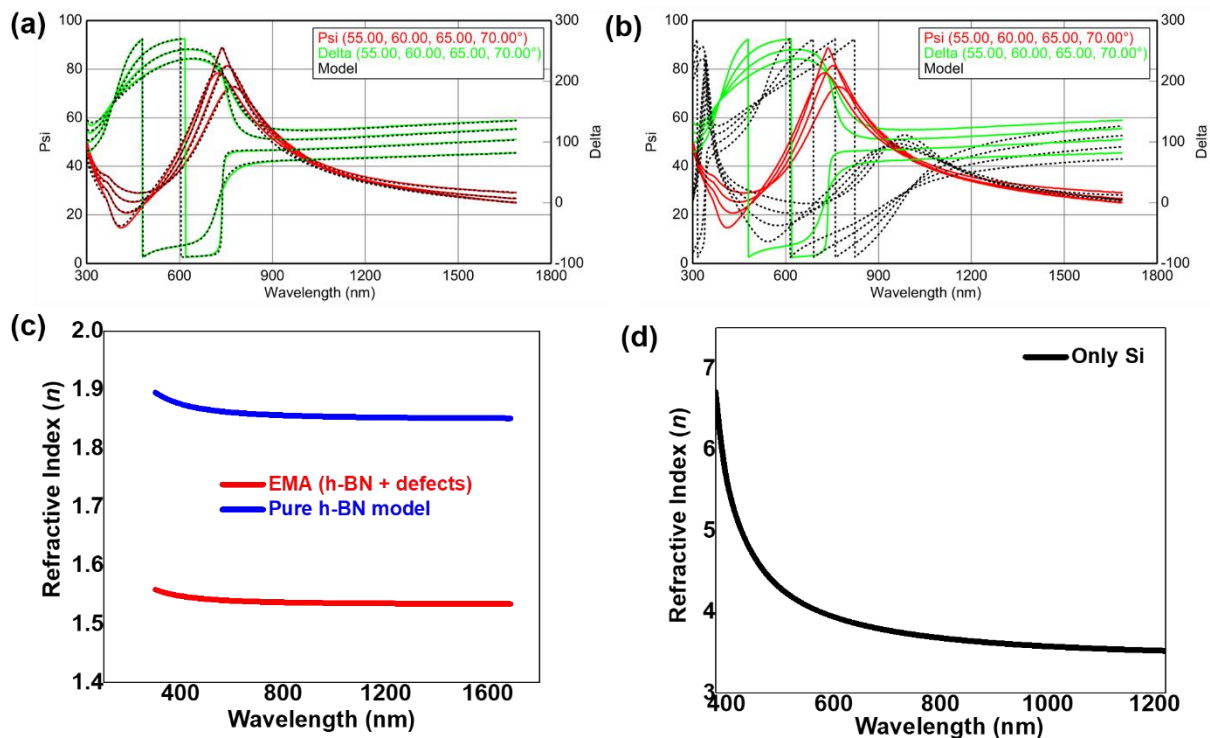 (a)
100
80
60
40
20
0
Psi
300
200
100
0
-100
Delta
Psi (55.00, 60.00, 65.00, 70.00°)
Delta (55.00, 60.00, 65.00, 70.00°)
Model
300
600
900
1200
1500
1800
Wavelength (nm)
(b)
100
80
60
40
20
0
Psi
300
200
100
0
-100
Delta
Psi (55.00, 60.00, 65.00, 70.00°)
Delta (55.00, 60.00, 65.00, 70.00°)
Model
300
600
900
1200
1500
1800
Wavelength (nm)
(c)
2.0
1.9
1.8
1.7
1.6
1.5
1.4
Refractive Index (n)
EMA (h-BN + defects)
Pure h-BN model
400
800
1200
1600
Wavelength (nm)
(d)
7
6
5
4
3
Refractive Index (n)
Only Si
400
600
800
1000
1200
Wavelength (nm)